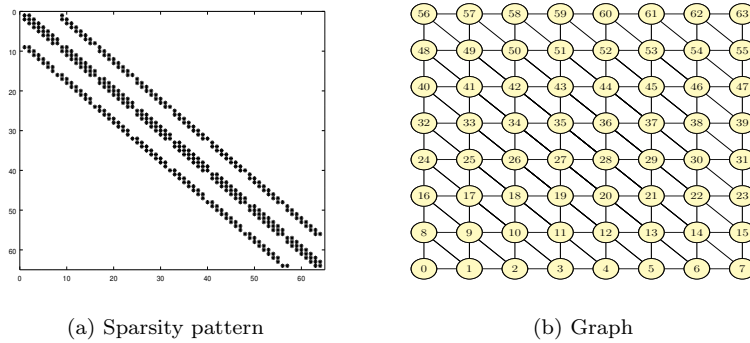 0
10
20
30
40
50
60
0 10 20 30 40 50 60
(a) Sparsity pattern
56 57 58 59 60 61 62 63
48 49 50 51 52 53 54 55
40 41 42 43 44 45 46 47
32 33 34 35 36 37 38 39
24 25 26 27 28 29 30 31
16 17 18 19 20 21 22 23
8 9 10 11 12 13 14 15
0 1 2 3 4 5 6 7
(b) Graph